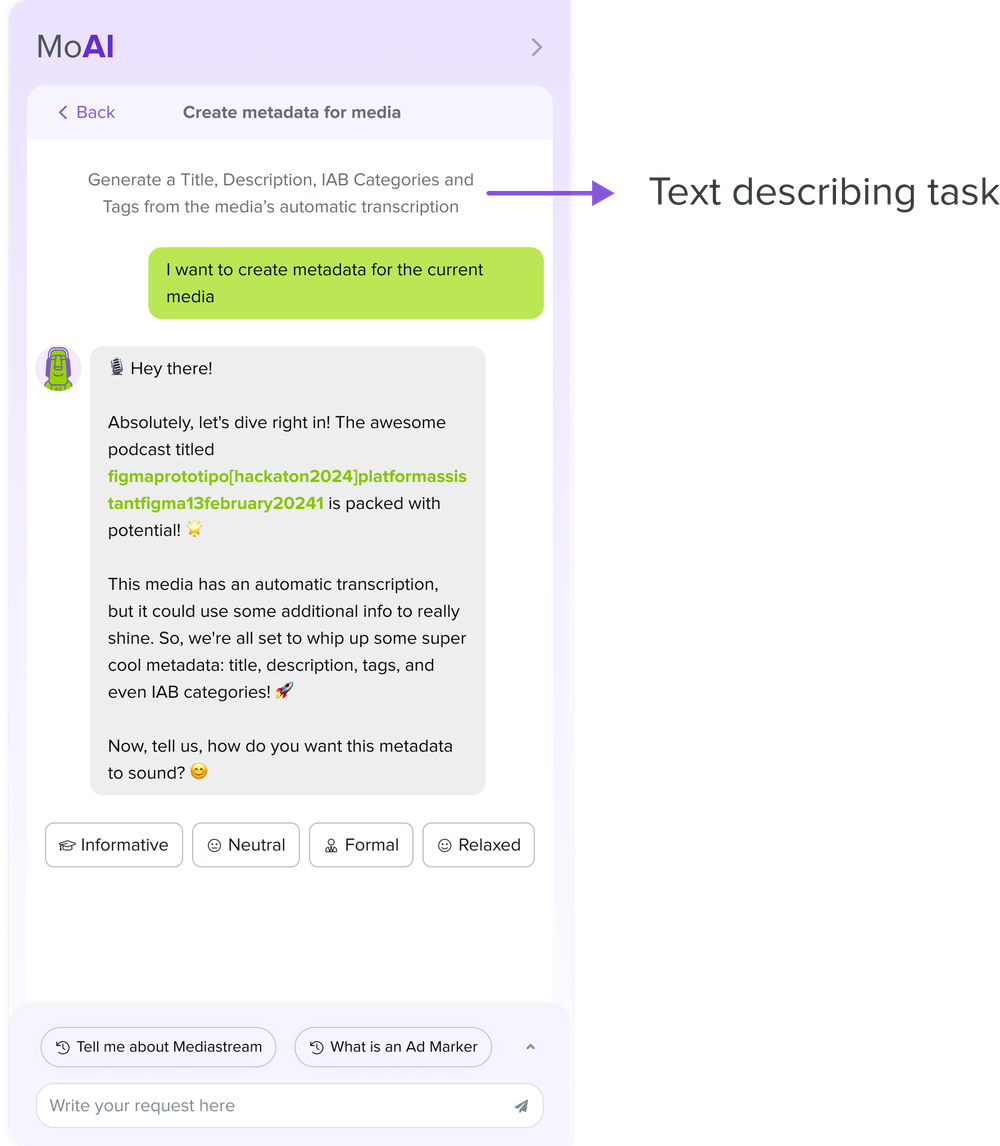 MoAI
Back
Create metadata for media
Generate a Title, Description, IAB Categories and
Tags from the media’s automatic transcription
Text describing task
I want to create metadata for the current
media
🎙️ Hey there!
Absolutely, let's dive right in! The awesome
podcast titled
figmaprototipo[hackaton2024]platformassis
tantfigma13february20241 is packed with
potential! 🌟
This media has an automatic transcription,
but it could use some additional info to really
shine. So, we're all set to whip up some super
cool metadata: title, description, tags, and
even IAB categories! 🚀
Now, tell us, how do you want this metadata
to sound? 😊
Informative
Neutral
Formal
Relaxed
Tell me about Mediastream
What is an Ad Marker
Write your request here